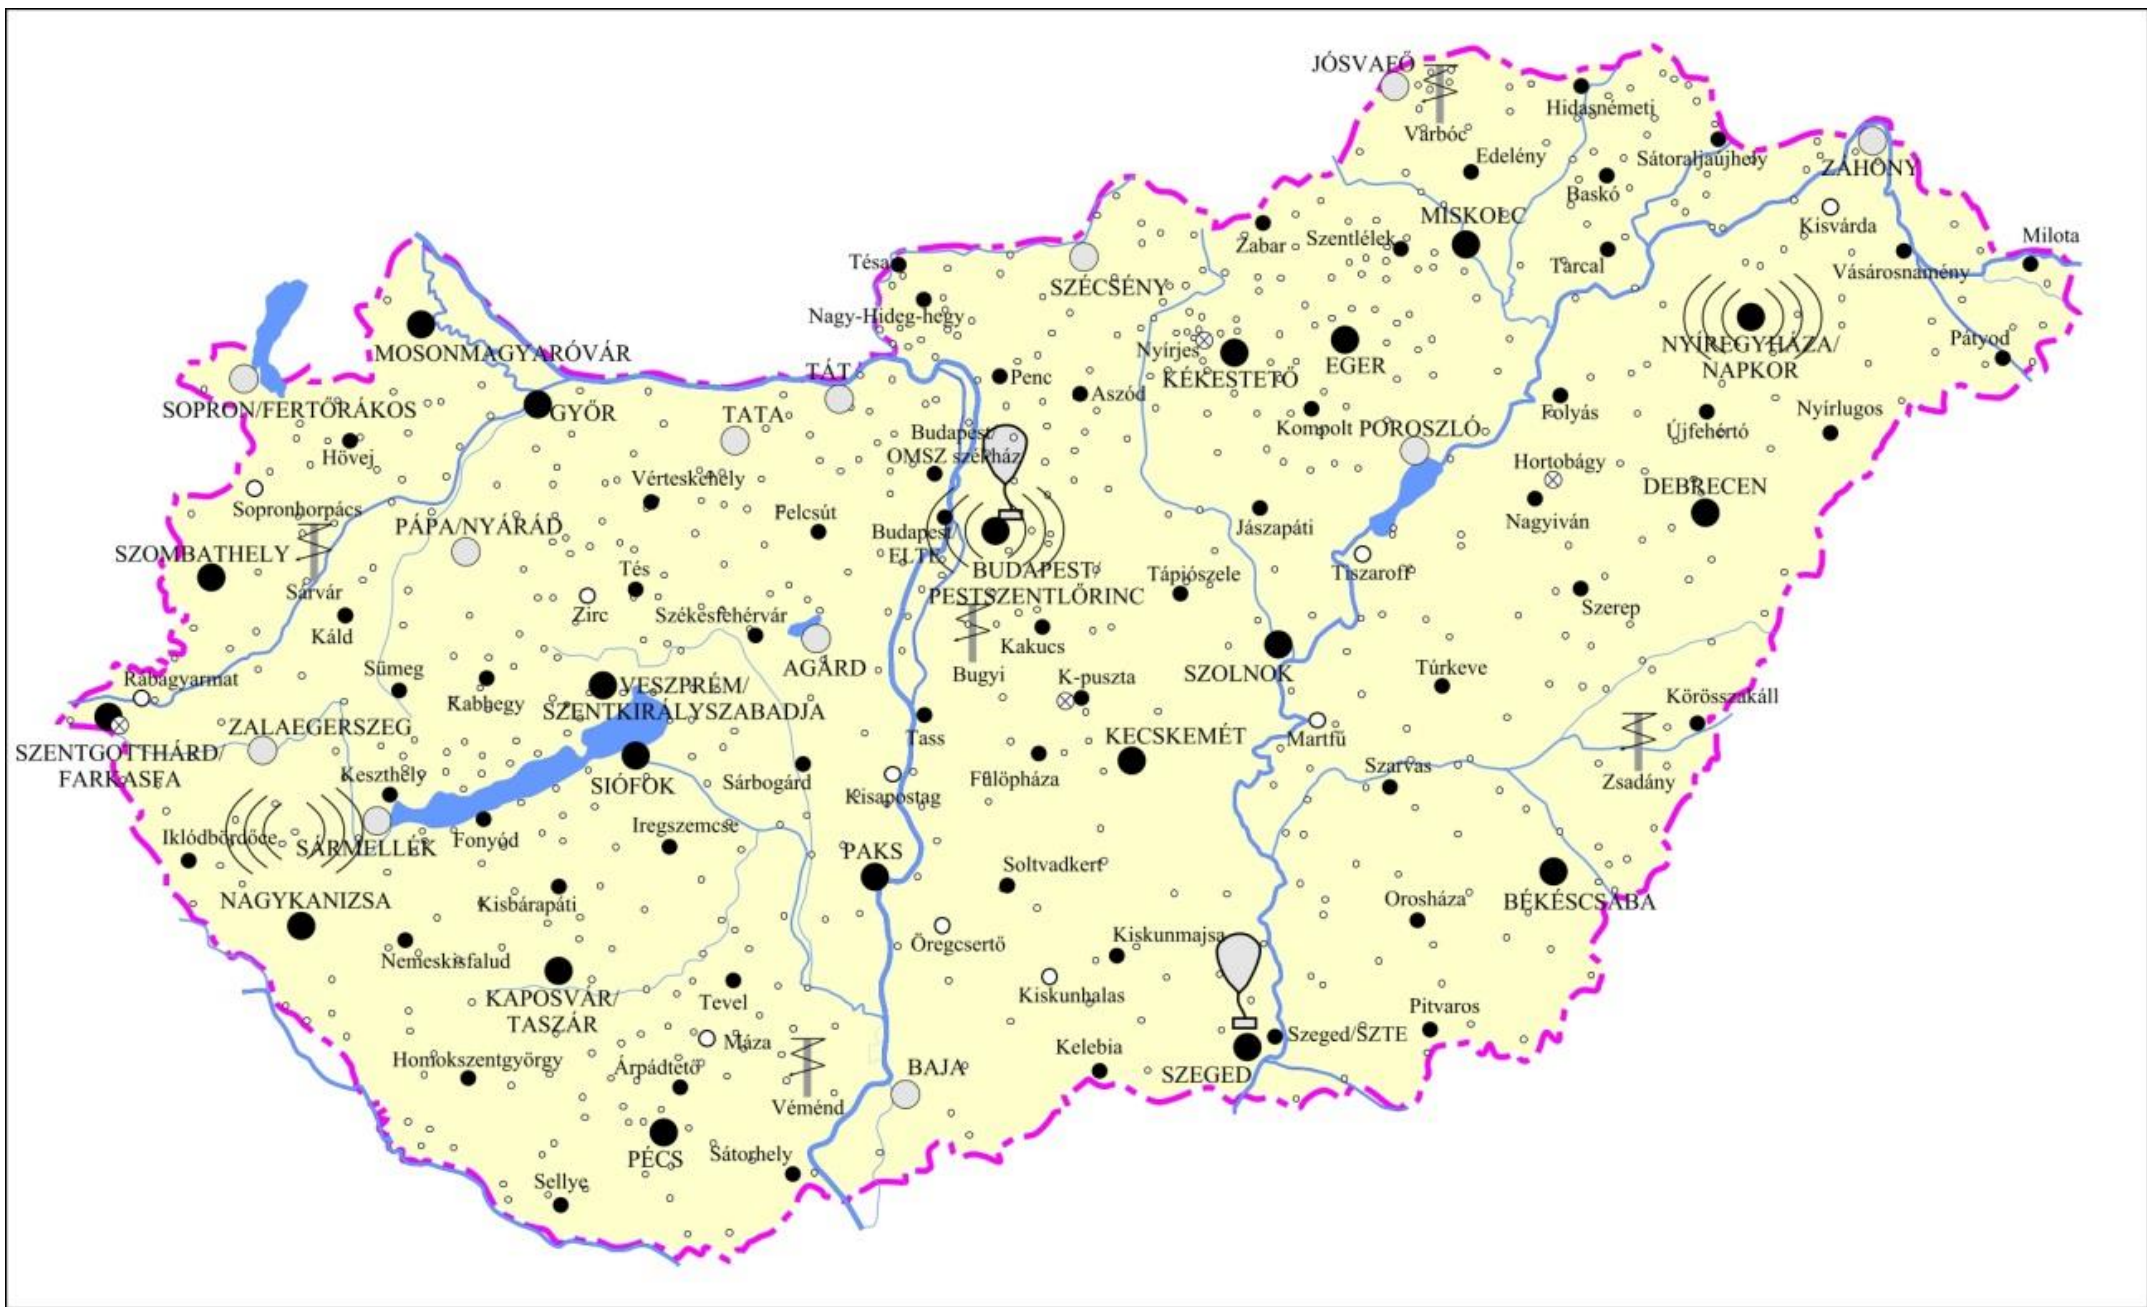 JÓSVAFŐ
Hidasnémeti
Varbóc
Edelény
Sátoraljaújhely
ZÁHONY
Baskó
MISKOLC
Kisvárda
Zabar
Szentlélek
Milota
Tésa
Tarcal
Vásárosnamény
SZÉCSÉNY
Nagy-Hideg-hegy
MOSONMAGYARÓVÁR
Nyírjes
Pátyod
NYÍREGYHÁZA/
NAPKOR
EGER
TÁT
Penc
KÉKESTETŐ
Aszód
SOPRON/FERTŐRÁKOS
GYŐR
TATA
Folyás
Nyírlugos
Kompolt
POROSZLÓ
Újfehértó
Budapest/
OMSZ székház
Hövej
Hortobágy
Vérteskehely
DEBRECEN
Sopronhorpács
Felcsút
PÁPA/NYÁRÁD
Jászapáti
Nagyiván
Budapest/
ELTE
SZOMBATHELY
Tés
BUDAPEST/
PESTSZENTLŐRINC
Tápiószele
Tiszaroff
Sárvár
Zirc
Székesfehérvár
Szerep
Káld
Kakucs
Sümeg
AGÁRD
Bugyi
SZOLNOK
Túrkeve
Rábagyarmat
K-puszta
VESZPRÉM/
SZENTKIRÁLYSZABADJA
Kabhegy
Körösszakáll
ZALAEGERSZEG
Tass
KECSKEMÉT
Martfű
SZENTGOTTHÁRD/
FARKASFA
Keszthely
SIÓFOK
Sárbogárd
Fülöpháza
Szarvas
Zsadány
Kisapostag
Iklódbördőce
SÁRMELLÉK
Fonyód
Iregszemcse
PAKS
Soltvadkert
NAGYKANIZSA
Kisbárapáti
Orosháza
BÉKÉSCSABA
Nemeskisfalud
Öregcsertő
Kiskunmajsa
KAPOSVÁR/
TASZÁR
Tevel
Kiskunhalas
Pitvaros
Máza
Szeged/SZTE
Homokszentgyörgy
Árpádtető
Kelebia
SZEGED
BAJA
Véménd
PÉCS
Sátorhely
Sellye